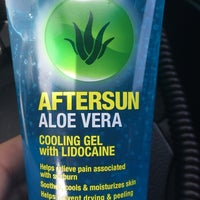 AFTERSUN
ALOE VERA
COOLING GEL
with LIDOCAINE
Helps relieve pain associated
with sunburn
Soothes, cools & moisturizes skin
Helps prevent drying & peeling